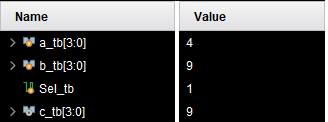 Name Value
a_tb[3:0] 4
b_tb[3:0] 9
Sel_tb 1
c_tb[3:0] 9